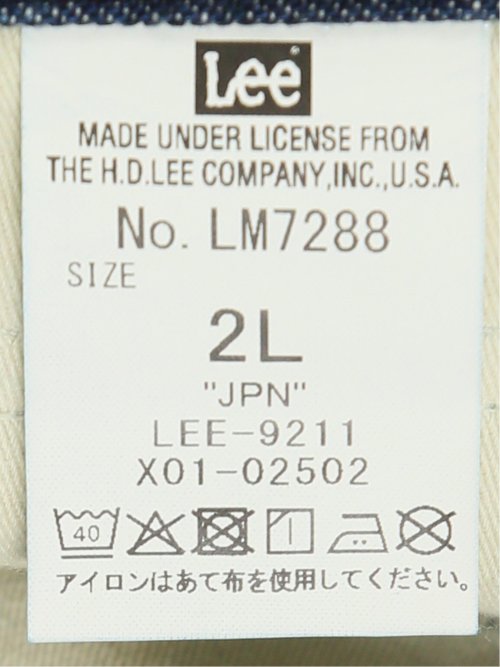 Lee
MADE UNDER LICENSE FROM
THE H.D.LEE COMPANY,INC.,U.S.A.
No. LM7288
SIZE
2L
"JPN"
LEE-9211
X01-02502
40
アイロンはあて布を使用してください。